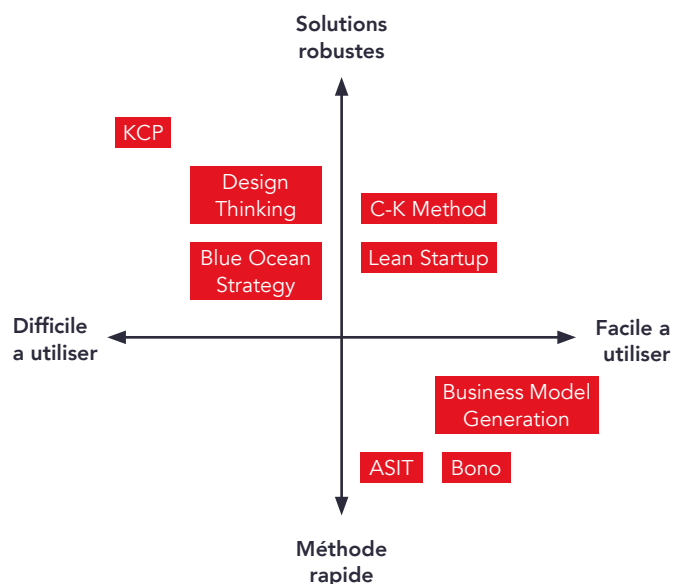 Solutions
robustes
KCP
Design
Thinking
C-K Method
Blue Ocean
Strategy
Lean Startup
Difficile
a utiliser
Facile a
utiliser
Business Model
Generation
ASIT
Bono
Méthode
rapide